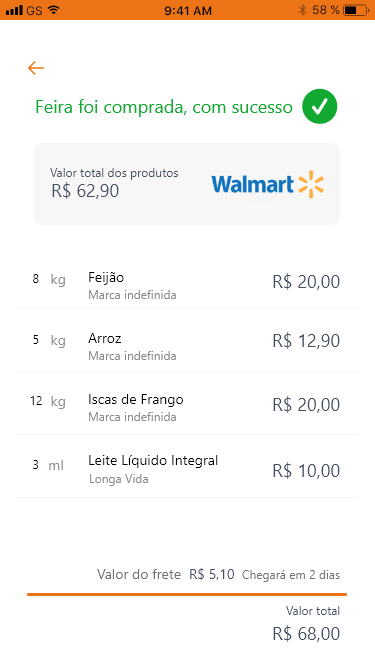 GS 9:41 AM 58 %
Feira foi comprada, com sucesso
Valor total dos produtos
R$ 62,90
Walmart
8 kg Feijão R$ 20,00
Marca indefinida
5 kg Arroz R$ 12,90
Marca indefinida
12 kg Iscas de Frango R$ 20,00
Marca indefinida
3 ml Leite Líquido Integral R$ 10,00
Longa Vida
Valor do frete R$ 5,10 Chegará em 2 dias
Valor total
R$ 68,00